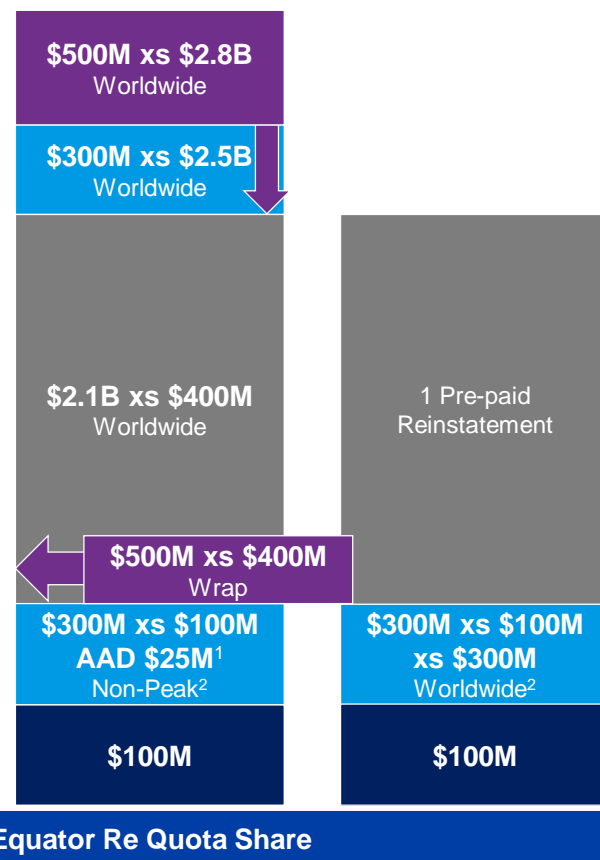 $500M xs $2.8B
Worldwide
$300M xs $2.5B
Worldwide
$2.1B xs $400M
Worldwide
1 Pre-paid
Reinstatement
$500M xs $400M
Wrap
$300M xs $100M
AAD $25M¹
Non-Peak²
$300M xs $100M
xs $300M
Worldwide²
$100M
$100M
Equator Re Quota Share